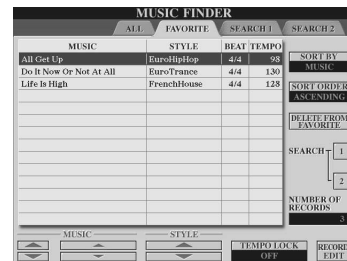 MUSIC FINDER
ALL FAVORITE SEARCH 1 SEARCH 2
MUSIC STYLE BEAT TEMPO
All Get Up EuroHipHop 4/4 98
Do It Now Or Not At All EuroTrance 4/4 130
Life Is High FrenchHouse 4/4 128
SORT BY
MUSIC
SORT ORDER
ASCENDING
DELETE FROM
FAVORITE
SEARCH 1
2
NUMBER OF
RECORDS
3
MUSIC STYLE
TEMPO LOCK
OFF
RECORD
EDIT